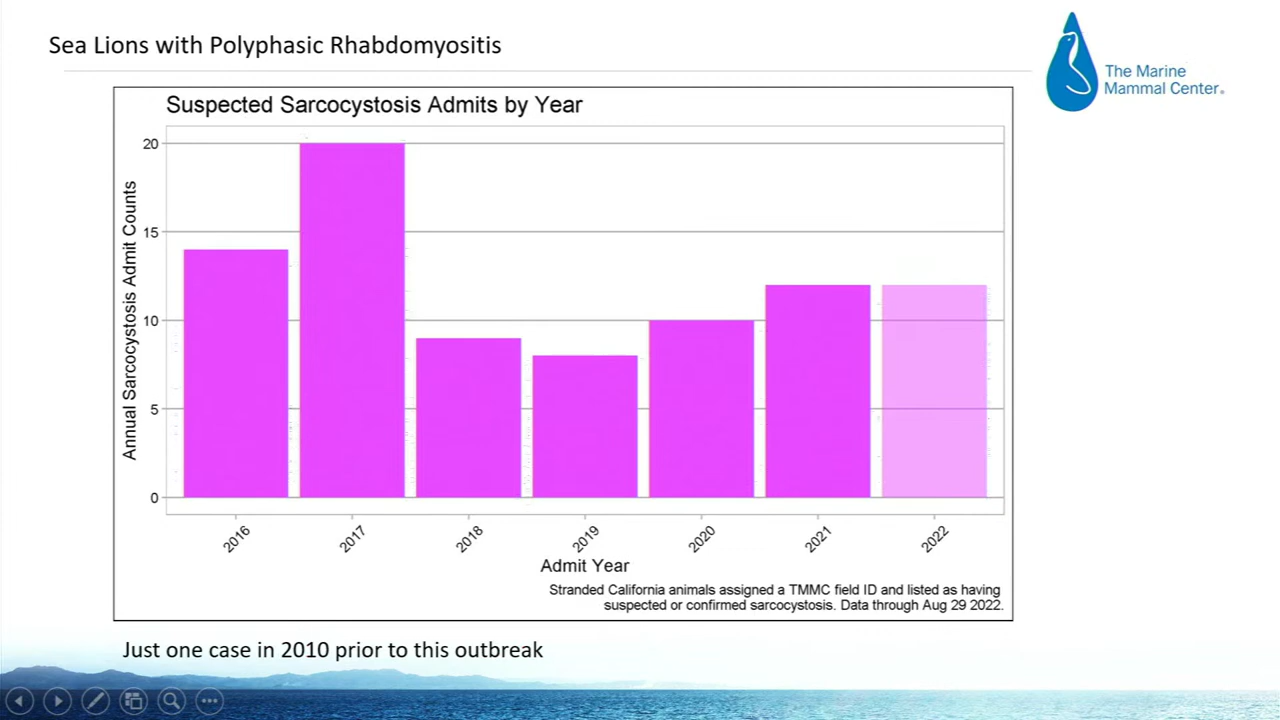 Sea Lions with Polyphasic Rhabdomyositis
The Marine
Mammal Center®
Suspected Sarcocystosis Admits by Year
Annual Sarcocystosis Admit Counts
20
15
10
5
0
2016
2017
2018
2019
2020
2021
2022
Admit Year
Stranded California animals assigned a TMMC field ID and listed as having
suspected or confirmed sarcocystosis. Data through Aug 29 2022.
Just one case in 2010 prior to this outbreak